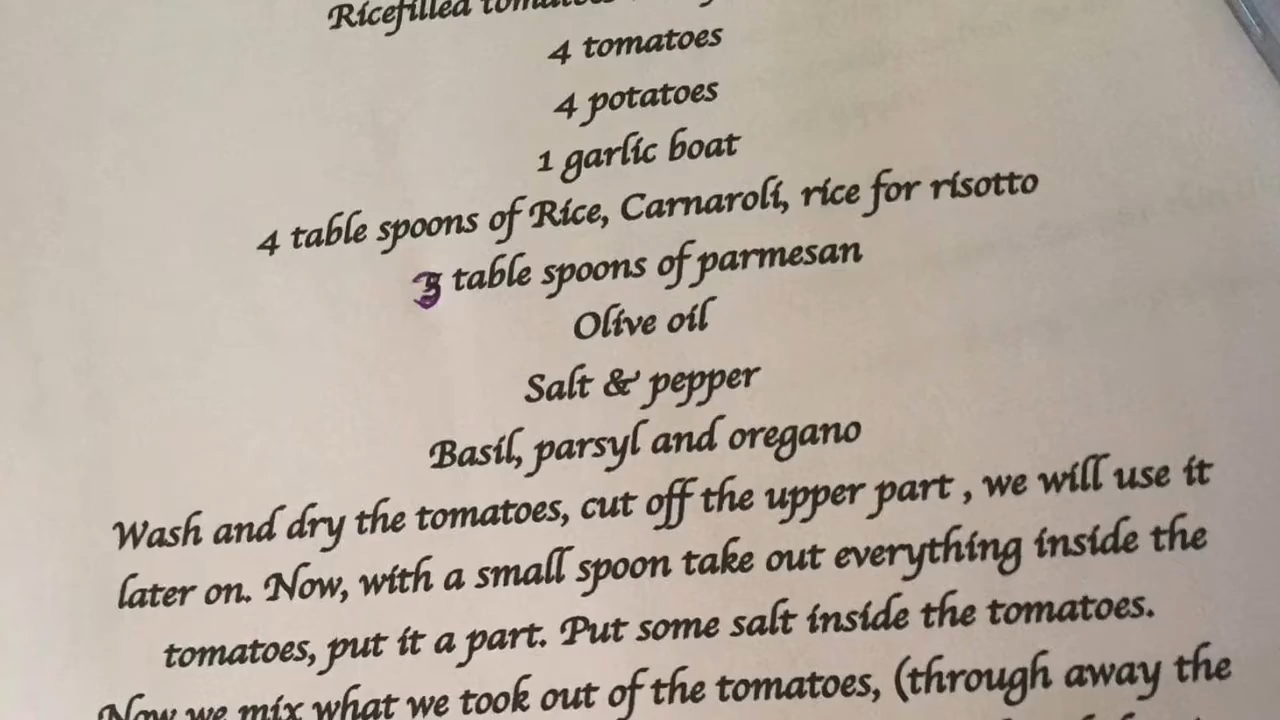 Ricefilled tomatoes
4 tomatoes
4 potatoes
1 garlic boat
4 table spoons of Rice, Carnaroli, rice for risotto
3 table spoons of parmesan
Olive oil
Salt & pepper
Basil, parsyl and oregano
Wash and dry the tomatoes, cut off the upper part , we will use it
later on. Now, with a small spoon take out everything inside the
tomatoes, put it a part. Put some salt inside the tomatoes.
Now we mix what we took out of the tomatoes, (through away the